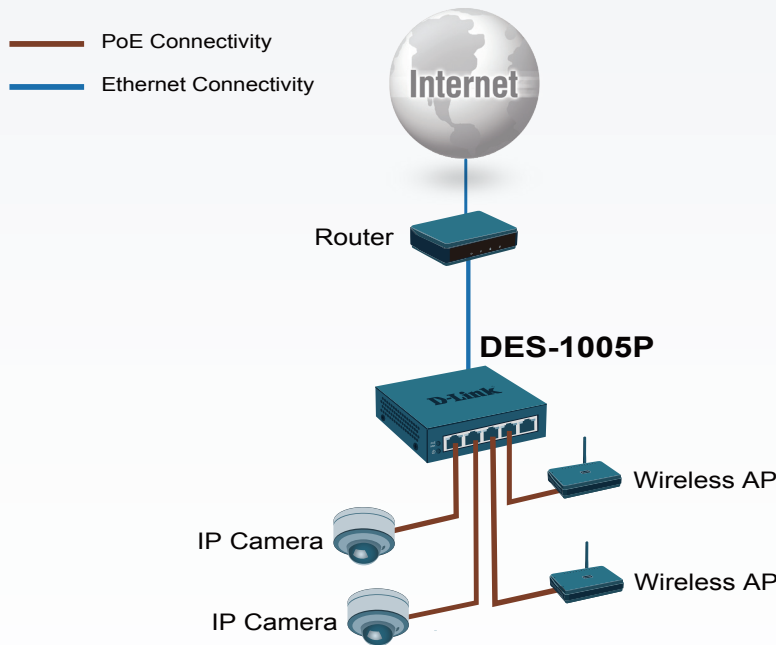 PoE Connectivity
Ethernet Connectivity
Internet
Router
DES-1005P
D-Link
Wireless AP
IP Camera
Wireless AP
IP Camera